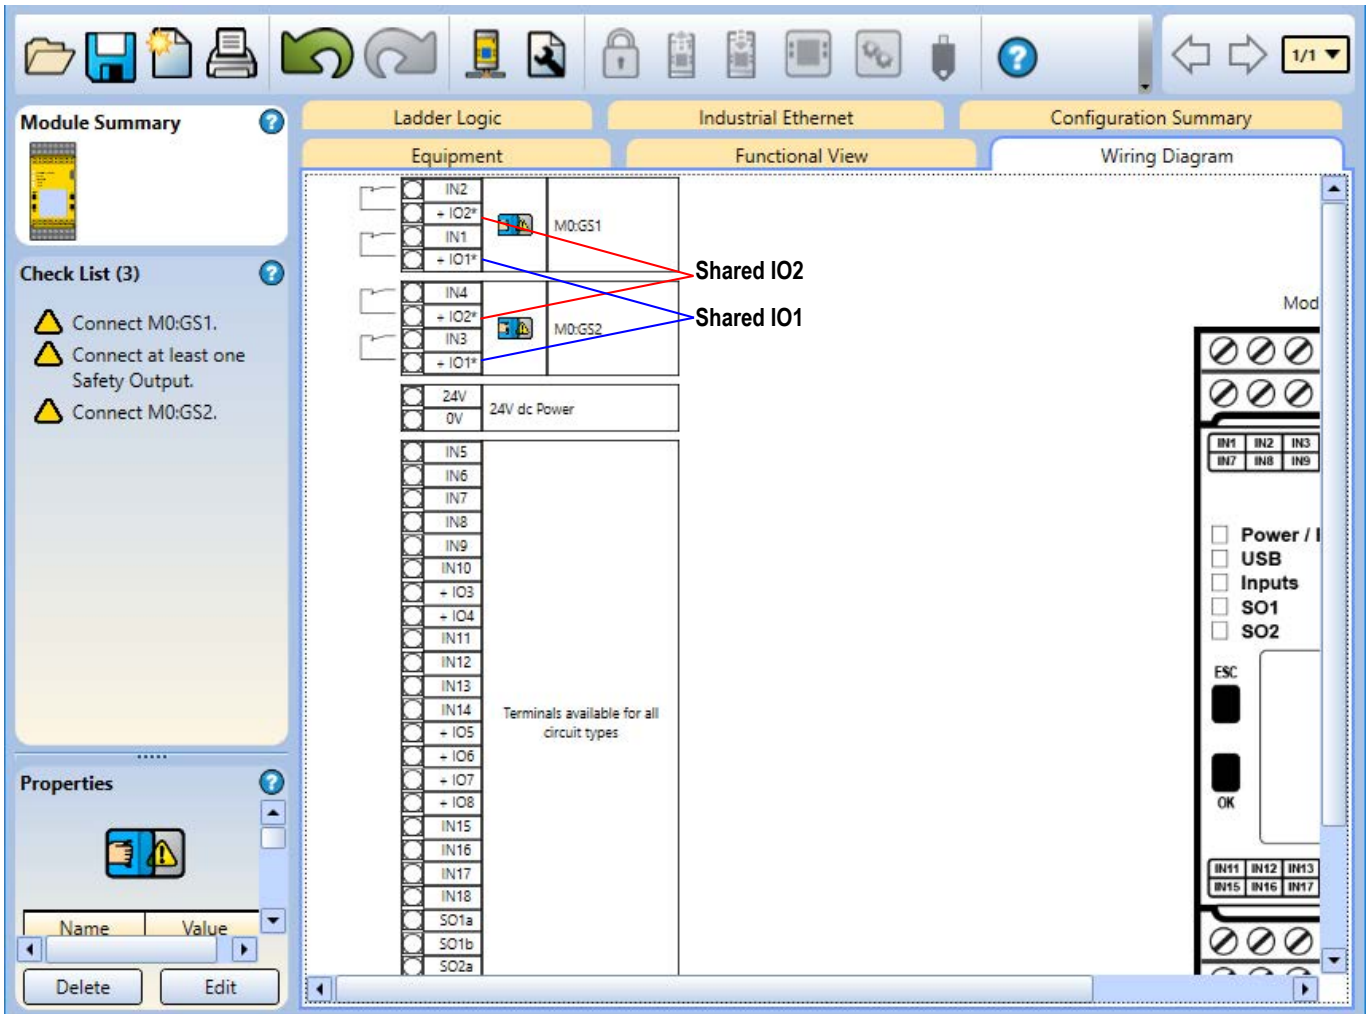 1/1
Module Summary
Check List (3)
Connect M0:GS1.
Connect at least one
Safety Output.
Connect M0:GS2.
Properties
Name Value
Delete Edit
Ladder Logic Industrial Ethernet Configuration Summary
Equipment Functional View Wiring Diagram
IN2
+ IO2*
IN1
+ IO1*
M0:GS1
IN4
+ IO2*
IN3
+ IO1*
M0:GS2
Shared IO2
Shared IO1
24V
0V
24V dc Power
IN5
IN6
IN7
IN8
IN9
IN10
+ IO3
+ IO4
IN11
IN12
IN13
IN14
+ IO5
+ IO6
+ IO7
+ IO8
IN15
IN16
IN17
IN18
SO1a
SO1b
SO2a
Terminals available for all
circuit types
Mod
IN1 IN2 IN3
IN7 IN8 IN9
Power /
USB
Inputs
SO1
SO2
ESC
OK
IN11 IN12 IN13
IN15 IN16 IN17